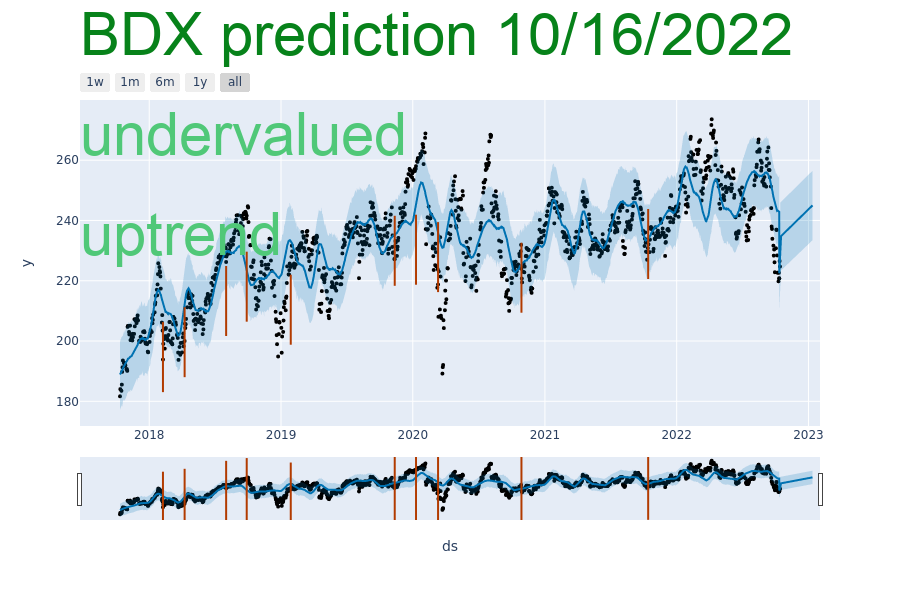 BDX prediction 10/16/2022
1w 1m 6m 1y all
undervalued
260
240
uptrend
y
220
200
180
2018 2019 2020 2021 2022 2023
ds